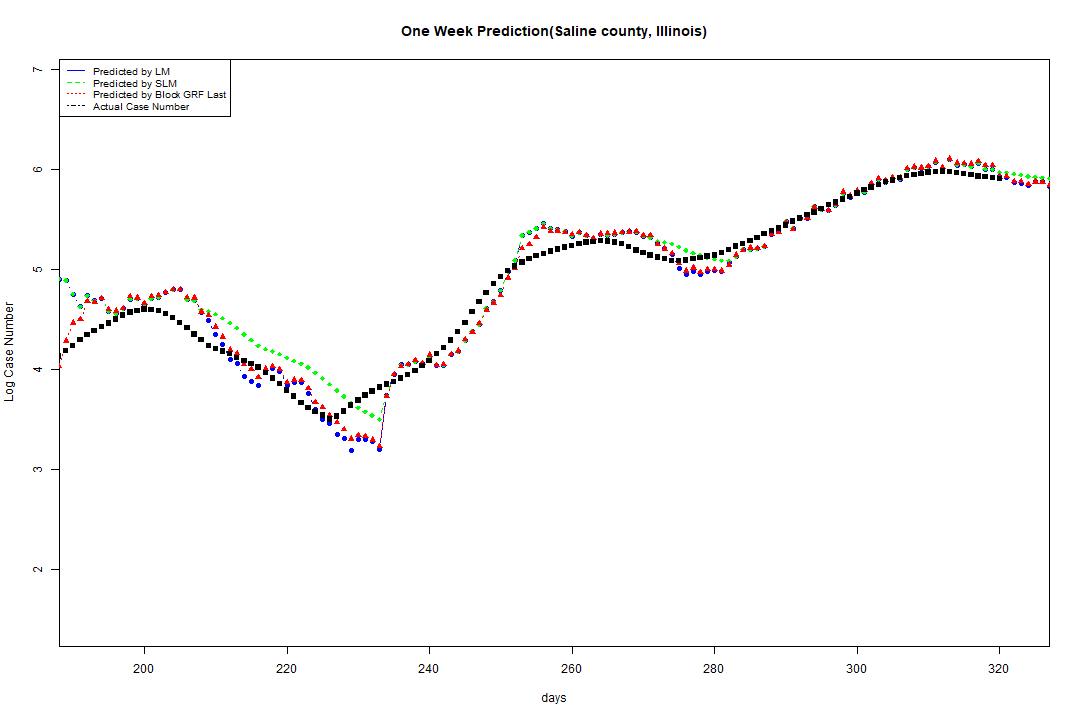 One Week Prediction(Saline county, Illinois)
Predicted by LM
Predicted by SLM
Predicted by Block GRF Last
Actual Case Number
7
6
5
4
3
2
Log Case Number
200 220 240 260 280 300 320
days